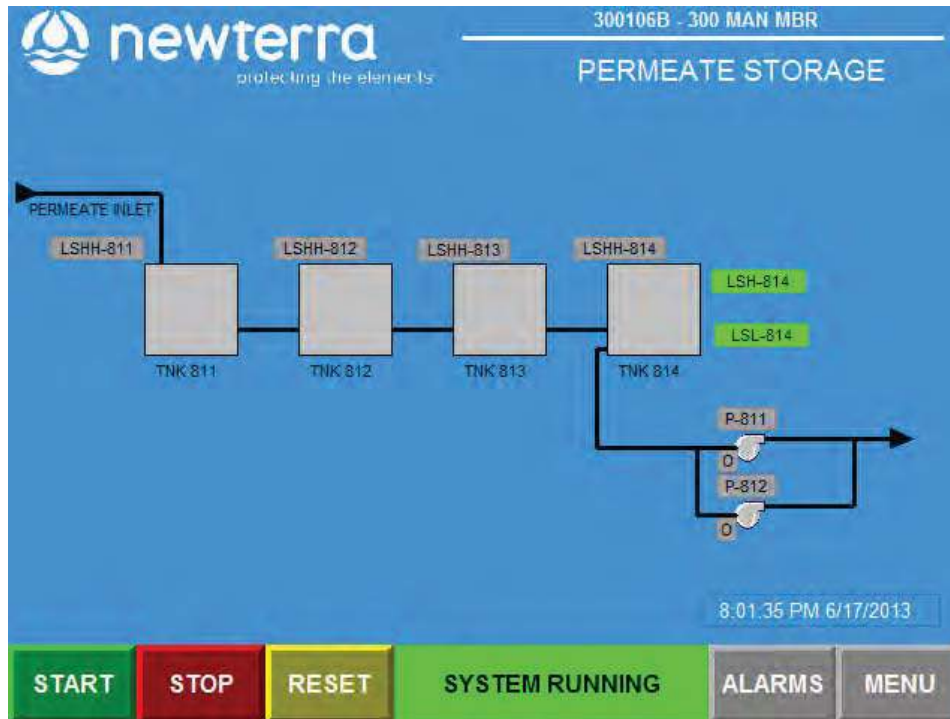 300106B - 300 MAN MBR
newterra
protecting the elements
PERMEATE STORAGE
PERMEATE INLET
LSHH-811
LSHH-812
LSHH-813
LSHH-814
LSH-814
LSL-814
TNK 811
TNK 812
TNK 813
TNK 814
P-811
O
P-812
O
8:01:35 PM 6/17/2013
START
STOP
RESET
SYSTEM RUNNING
ALARMS
MENU